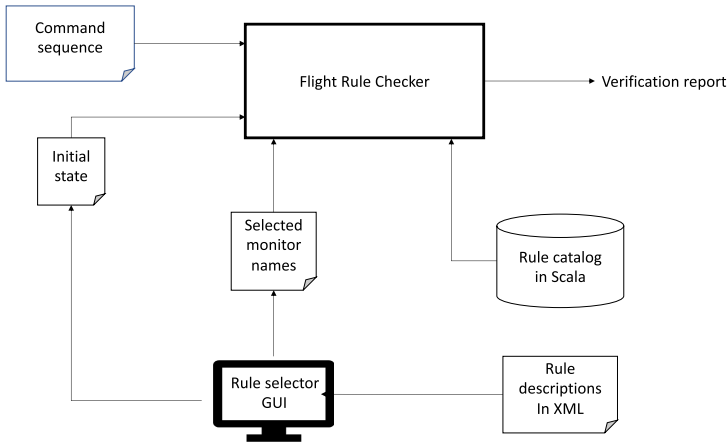 Command
sequence
Flight Rule Checker
Verification report
Initial
state
Selected
monitor
names
Rule catalog
in Scala
Rule selector
GUI
Rule
descriptions
In XML